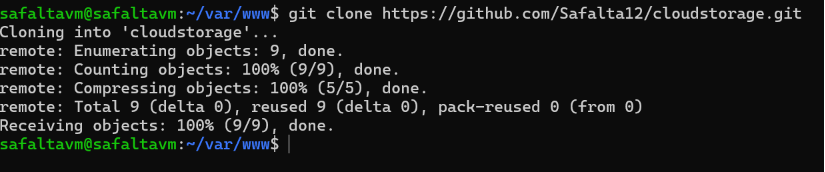 safaltavm@safaltavm:~/var/www$ git clone https://github.com/Safalta12/cloudstorage.git
Cloning into 'cloudstorage'...
remote: Enumerating objects: 9, done.
remote: Counting objects: 100% (9/9), done.
remote: Compressing objects: 100% (5/5), done.
remote: Total 9 (delta 0), reused 9 (delta 0), pack-reused 0 (from 0)
Receiving objects: 100% (9/9), done.
safaltavm@safaltavm:~/var/www$